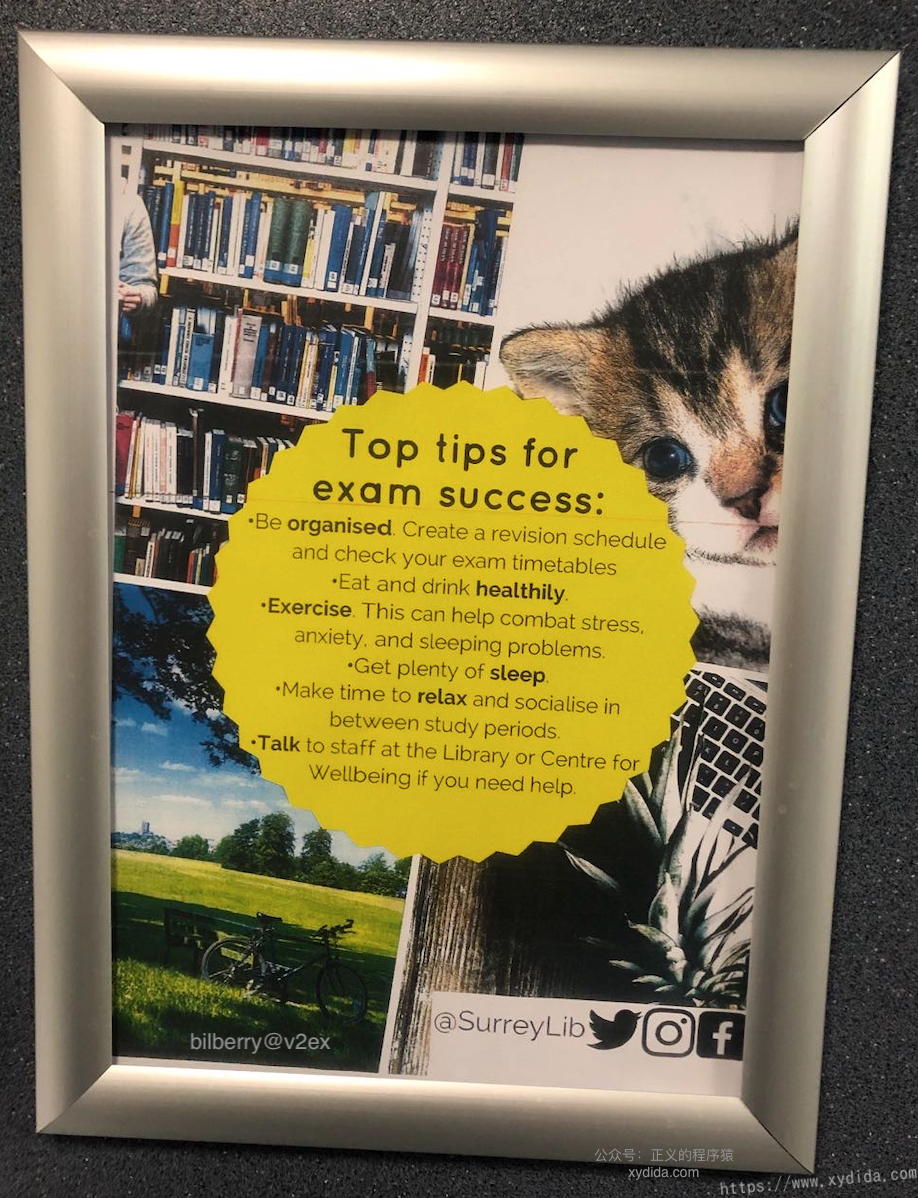 Top tips for
exam success:
•Be organised. Create a revision schedule
and check your exam timetables
•Eat and drink healthily.
•Exercise. This can help combat stress,
anxiety, and sleeping problems.
•Get plenty of sleep.
•Make time to relax and socialise in
between study periods.
•Talk to staff at the Library or Centre for
Wellbeing if you need help.
@SurreyLib
bilberry@v2ex
公众号：正义的程序猿
xydida.com
https://www.xydida.com